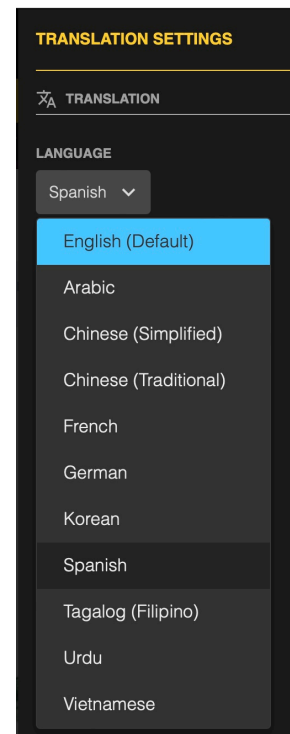 TRANSLATION SETTINGS
TRANSLATION
LANGUAGE
Spanish
English (Default)
Arabic
Chinese (Simplified)
Chinese (Traditional)
French
German
Korean
Spanish
Tagalog (Filipino)
Urdu
Vietnamese